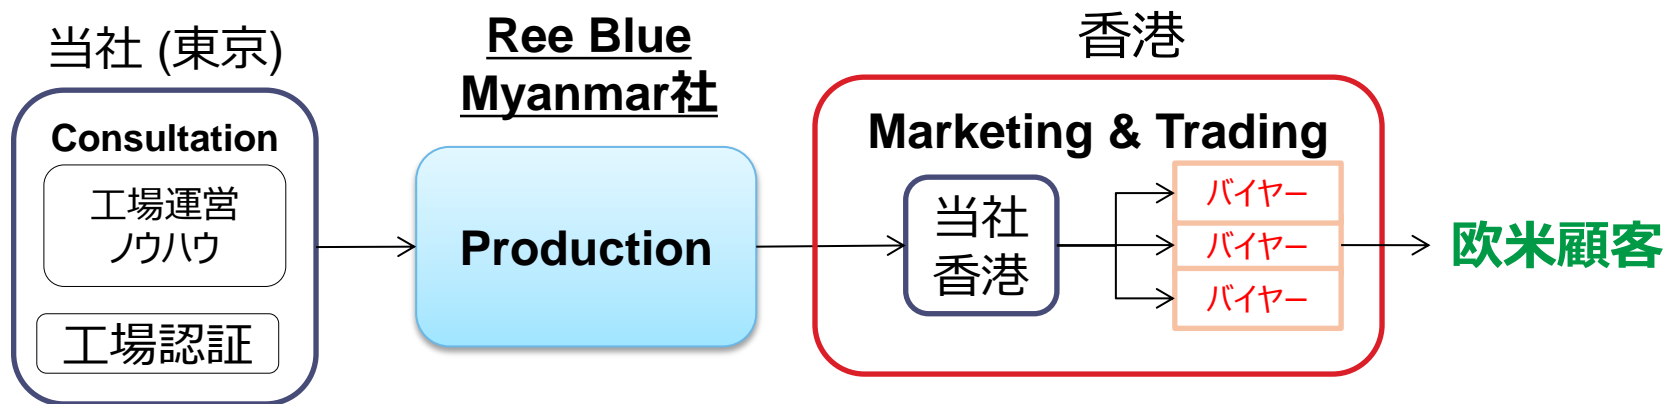 当社 (東京)
Consultation
工場運営
ノウハウ
工場認証
Ree Blue
Myanmar社
Production
香港
Marketing & Trading
当社
香港
バイヤー
バイヤー
バイヤー
欧米顧客